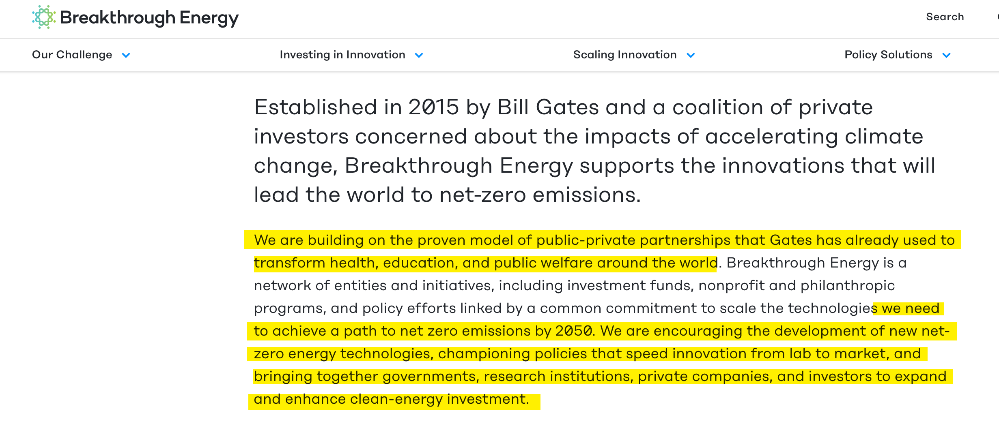 Breakthrough Energy
Search
Our Challenge
Investing in Innovation
Scaling Innovation
Policy Solutions
Established in 2015 by Bill Gates and a coalition of private
investors concerned about the impacts of accelerating climate
change, Breakthrough Energy supports the innovations that will
lead the world to net-zero emissions.
We are building on the proven model of public-private partnerships that Gates has already used to
transform health, education, and public welfare around the world. Breakthrough Energy is a
network of entities and initiatives, including investment funds, nonprofit and philanthropic
programs, and policy efforts linked by a common commitment to scale the technologies we need
to achieve a path to net zero emissions by 2050. We are encouraging the development of new net-
zero energy technologies, championing policies that speed innovation from lab to market, and
bringing together governments, research institutions, private companies, and investors to expand
and enhance clean-energy investment.